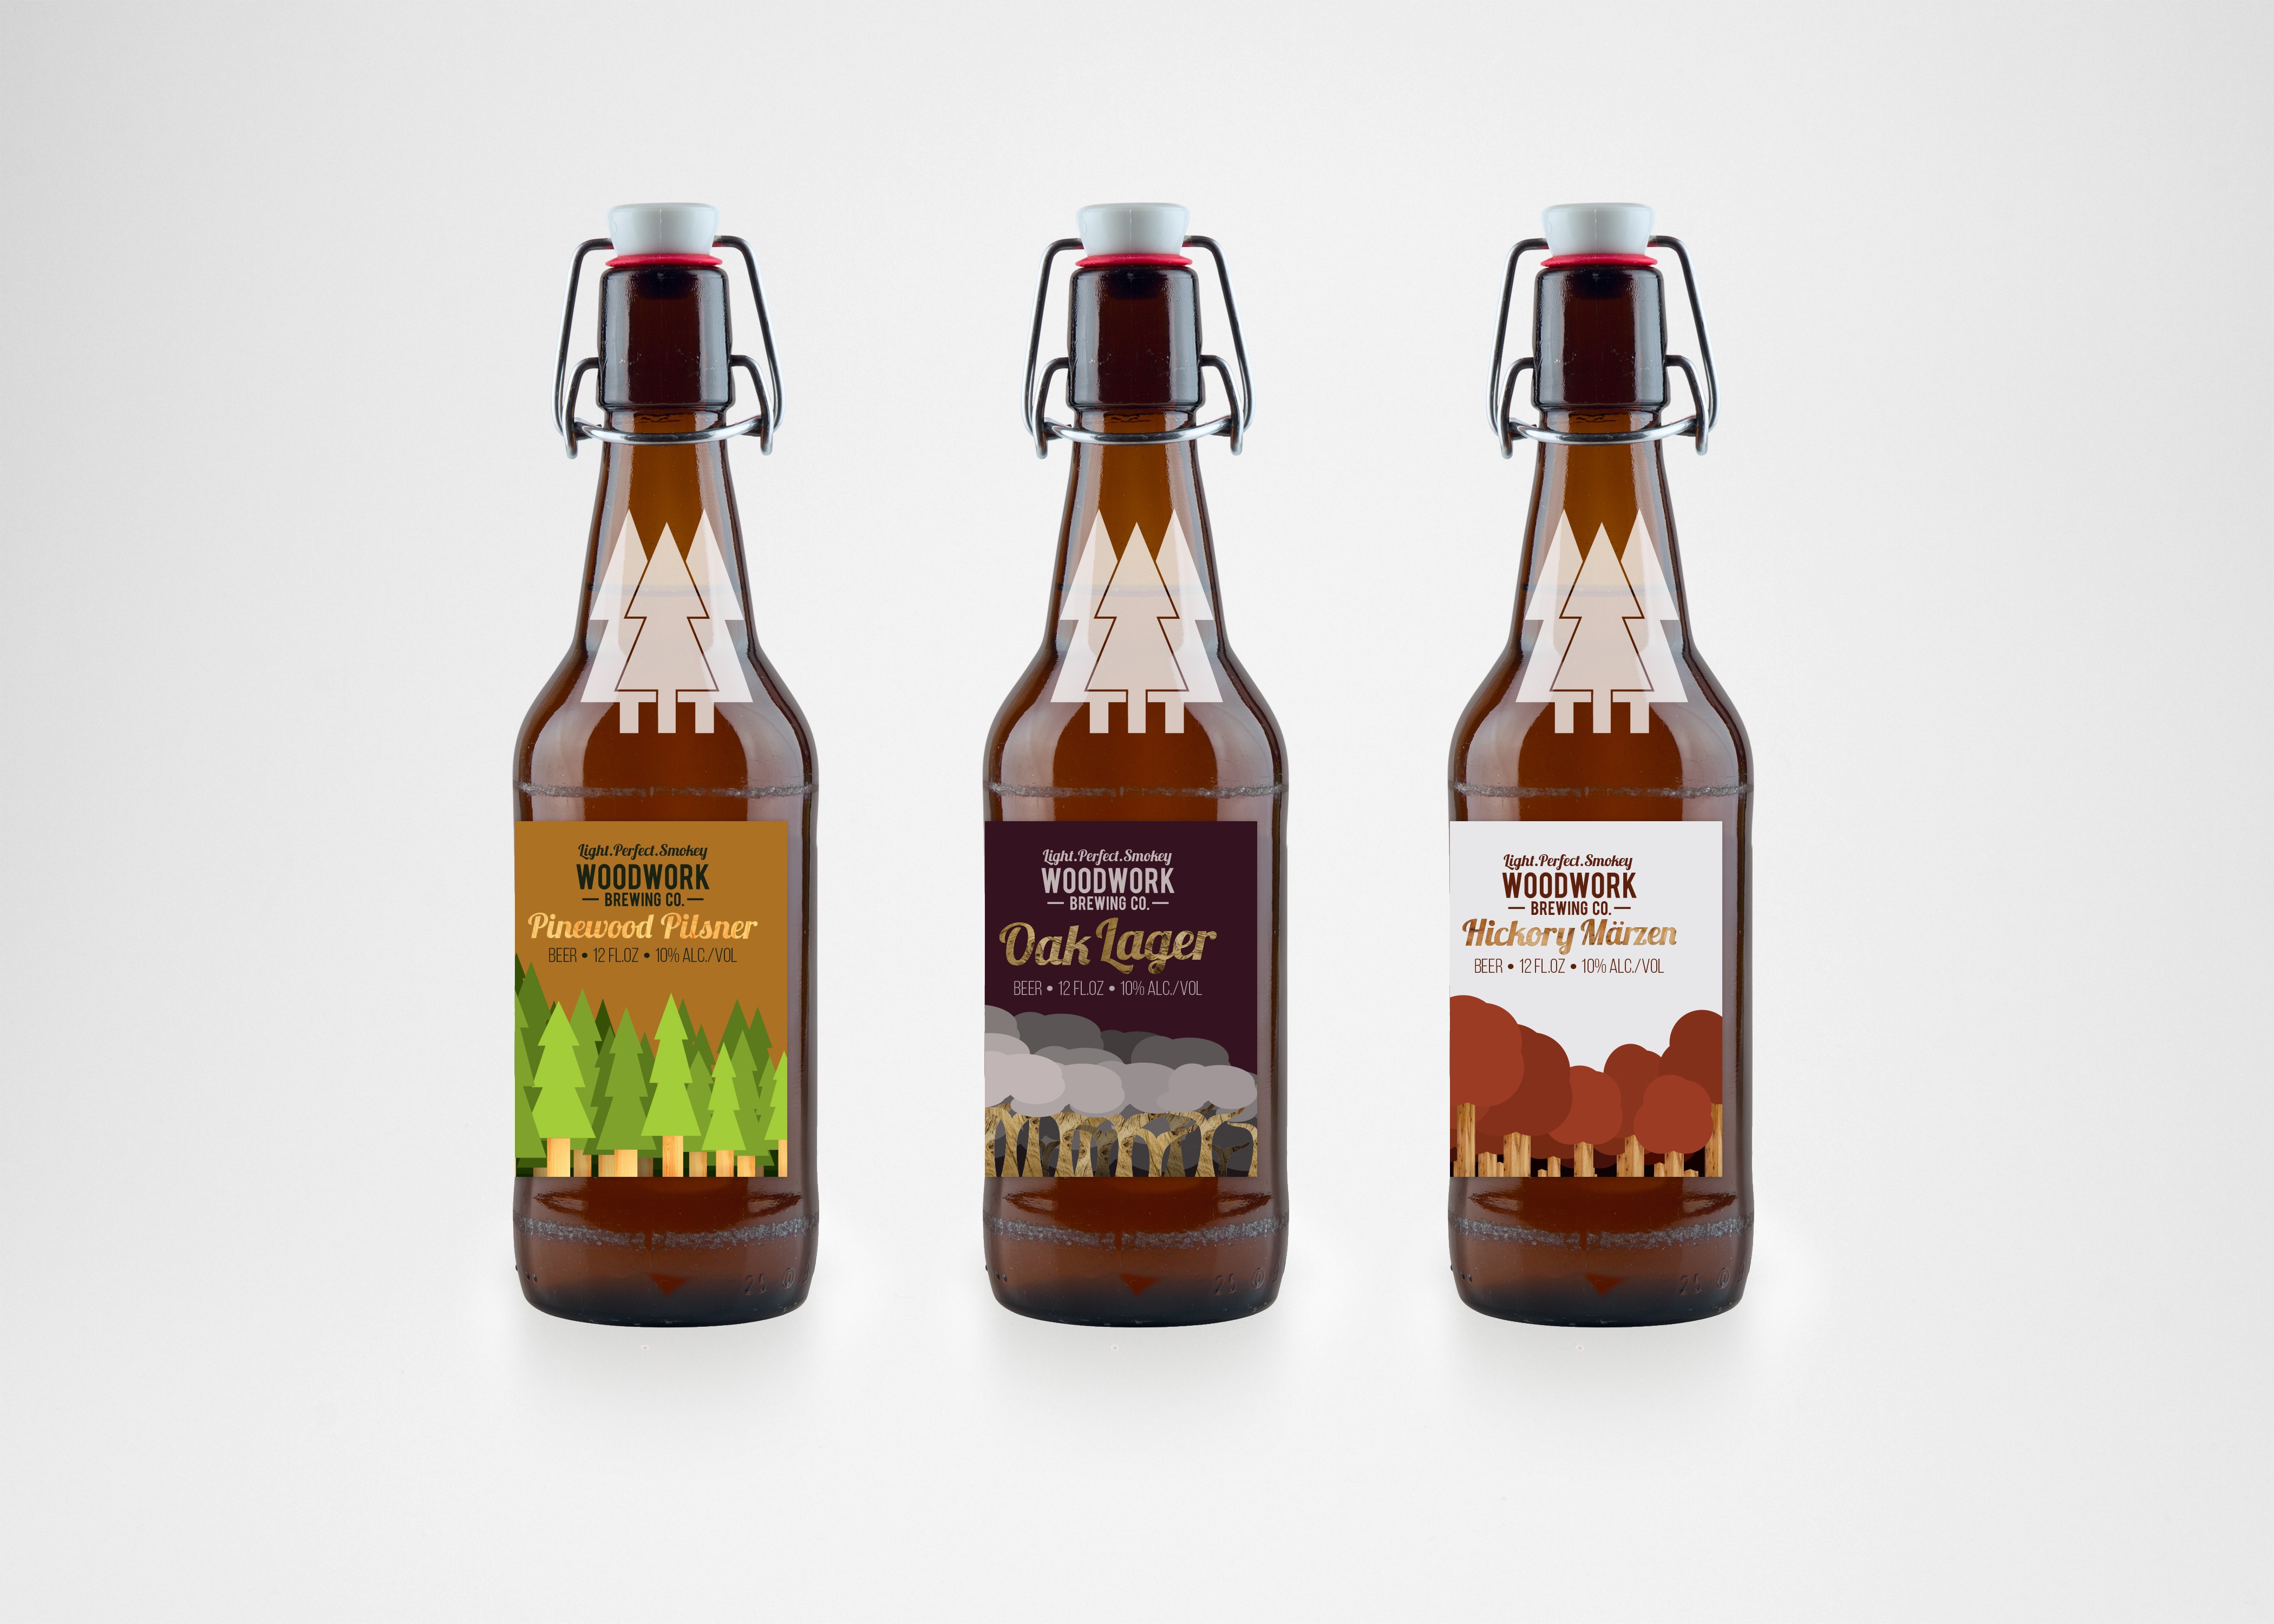 Light.Perfect.Smokey
WOODWORK
BREWING CO.
Pinewood Pilsner
BEER • 12 FL.OZ • 10% ALC./VOL
Light.Perfect.Smokey
WOODWORK
BREWING CO.
Oak Lager
BEER • 12 FL.OZ • 10% ALC./VOL
Light.Perfect.Smokey
WOODWORK
BREWING CO.
Hickory Märzen
BEER • 12 FL.OZ • 10% ALC./VOL